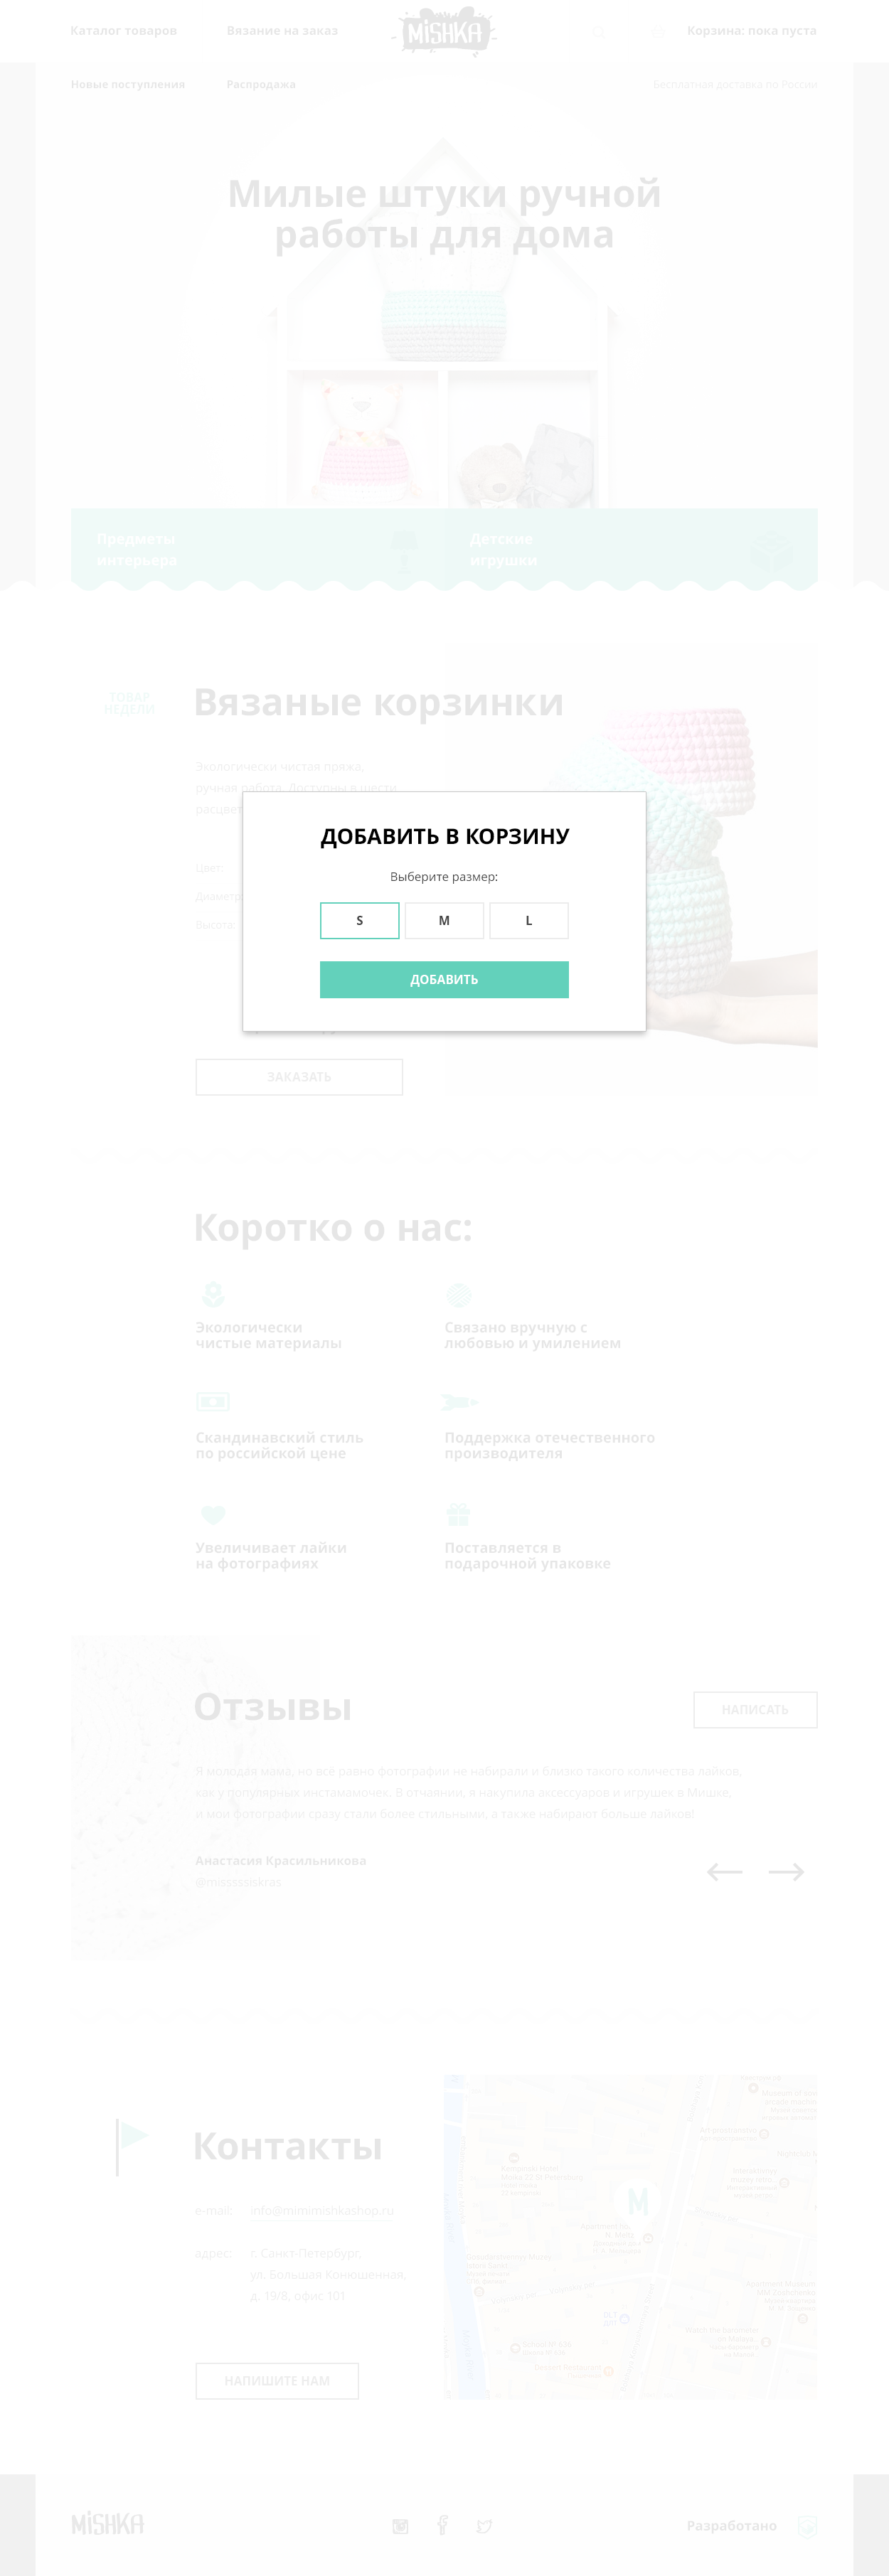 Каталог товаров
Вязание на заказ
MiSHKA
Корзина: пока пуста
Новые поступления
Распродажа
Бесплатная доставка по России
Милые штуки ручной
работы для дома
Предметы
интерьера
Детские
игрушки
ТОВАР
НЕДЕЛИ
Вязаные корзинки
Экологически чистая пряжа,
ручная работа. Доступны в шести
расцвет
Цвет:
Диаметр
Высота:
ДОБАВИТЬ В КОРЗИНУ
Выберите размер:
S
M
L
ДОБАВИТЬ
ЗАКАЗАТЬ
Коротко о нас:
Экологически
чистые материалы
Связано вручную с
любовью и умилением
Скандинавский стиль
по российской цене
Поддержка отечественного
производителя
Увеличивает лайки
на фотографиях
Поставляется в
подарочной упаковке
Отзывы
НАПИСАТЬ
Я молодая мама, но всё равно фотографии не набирали и близко такого количества лайков,
как у популярных инстамамочек. В отчаянии, я накупила аксессуаров и игрушек в Мишке,
и мои фотографии сразу стали более стильными, а также набирают больше лайков!
Анастасия Красильникова
Контакты
e-mail:
info@mimimishkashop.ru
адрес:
г. Санкт-Петербург,
ул. Большая Конюшенная,
д. 19/8, офис 101
НАПИШИТЕ НАМ
M
MiSHKA
Разработано